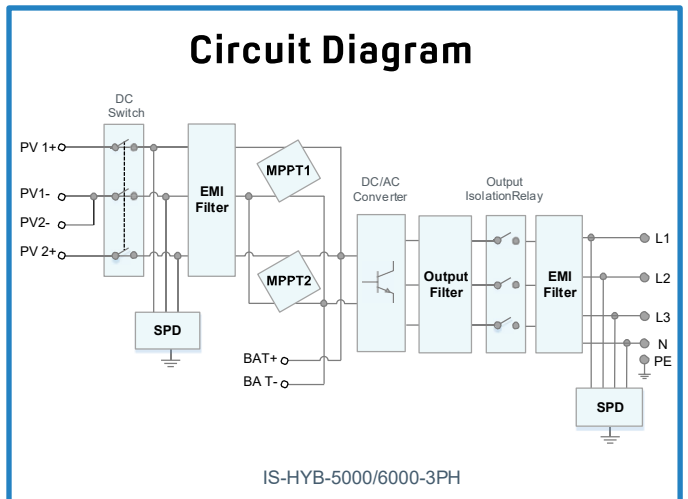 Circuit Diagram
DC
Switch
PV 1+
PV1-
PV2-
PV 2+
EMI
Filter
MPPT1
MPPT2
SPD
BAT+
BA T-
DC/AC
Converter
Output
Filter
Output
IsolationRelay
EMI
Filter
L1
L2
L3
N
PE
SPD
IS-HYB-5000/6000-3PH